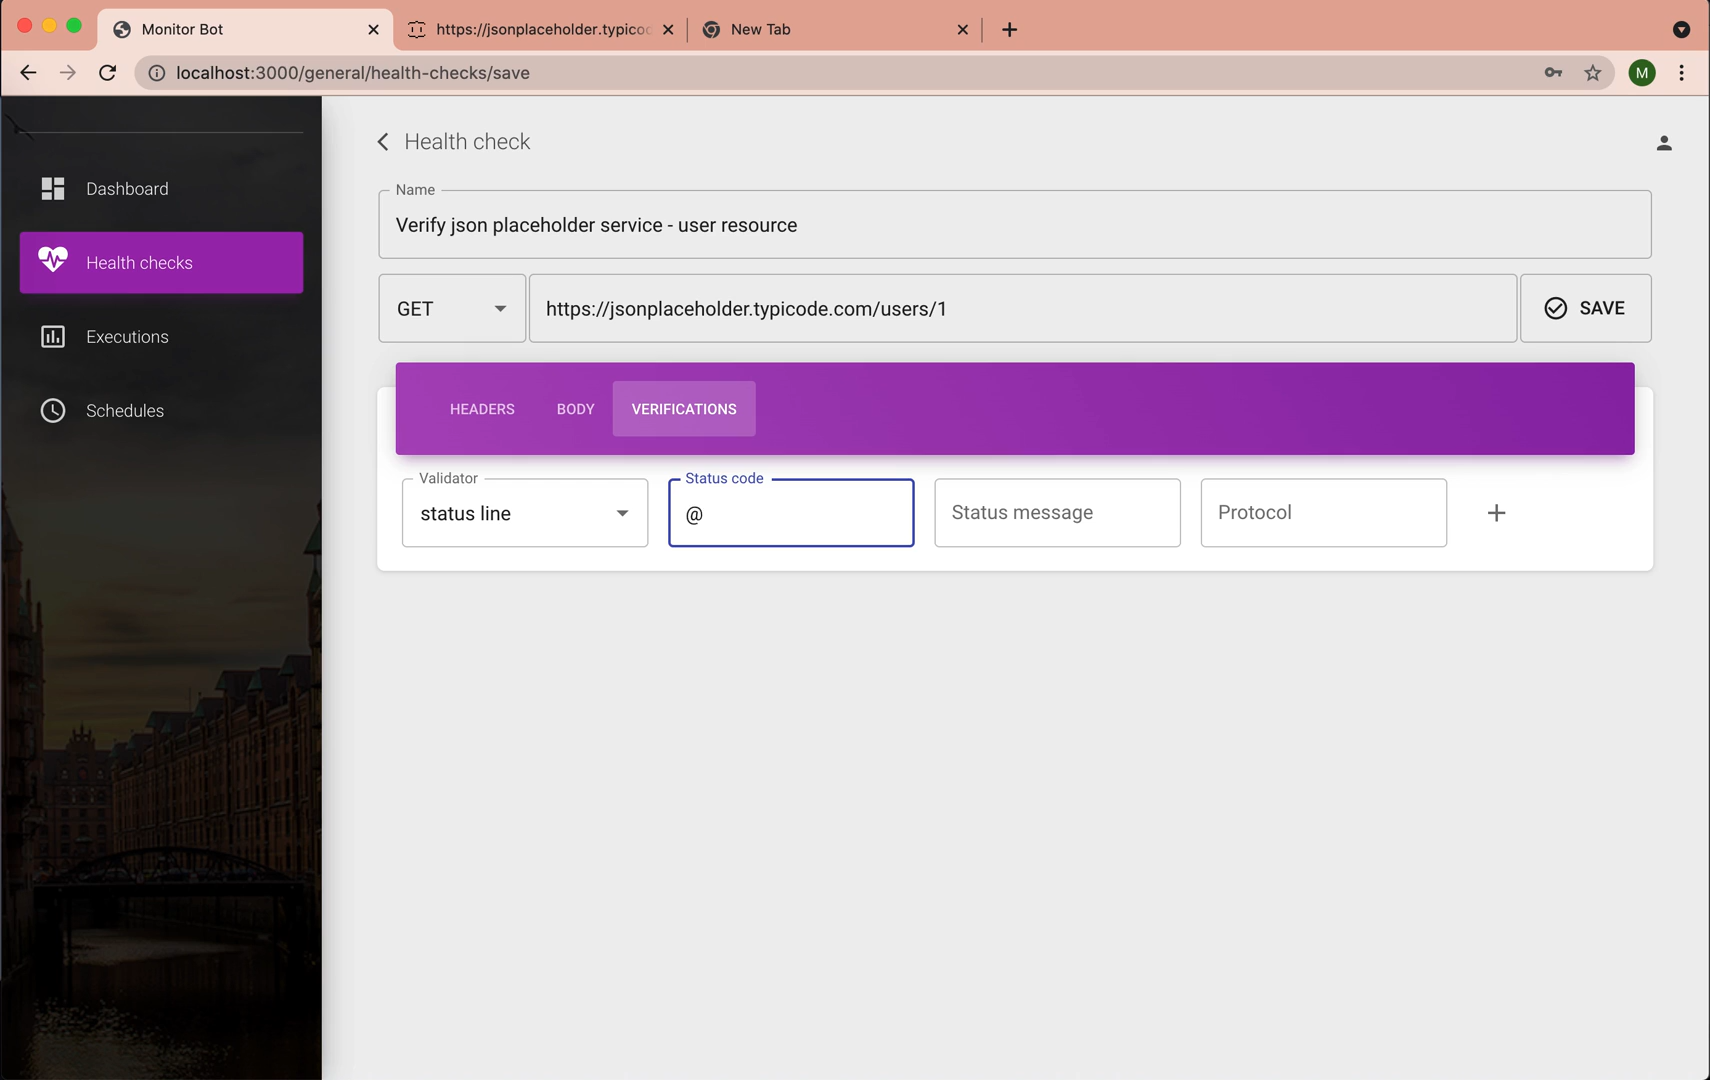 Monitor Bot
https://jsonplaceholder.typicod
New Tab
localhost:3000/general/health-checks/save
M
Health check
Dashboard
Health checks
Executions
Schedules
Name
Verify json placeholder service - user resource
GET
https://jsonplaceholder.typicode.com/users/1
SAVE
HEADERS BODY VERIFICATIONS
Validator
status line
Status code
@
Status message
Protocol